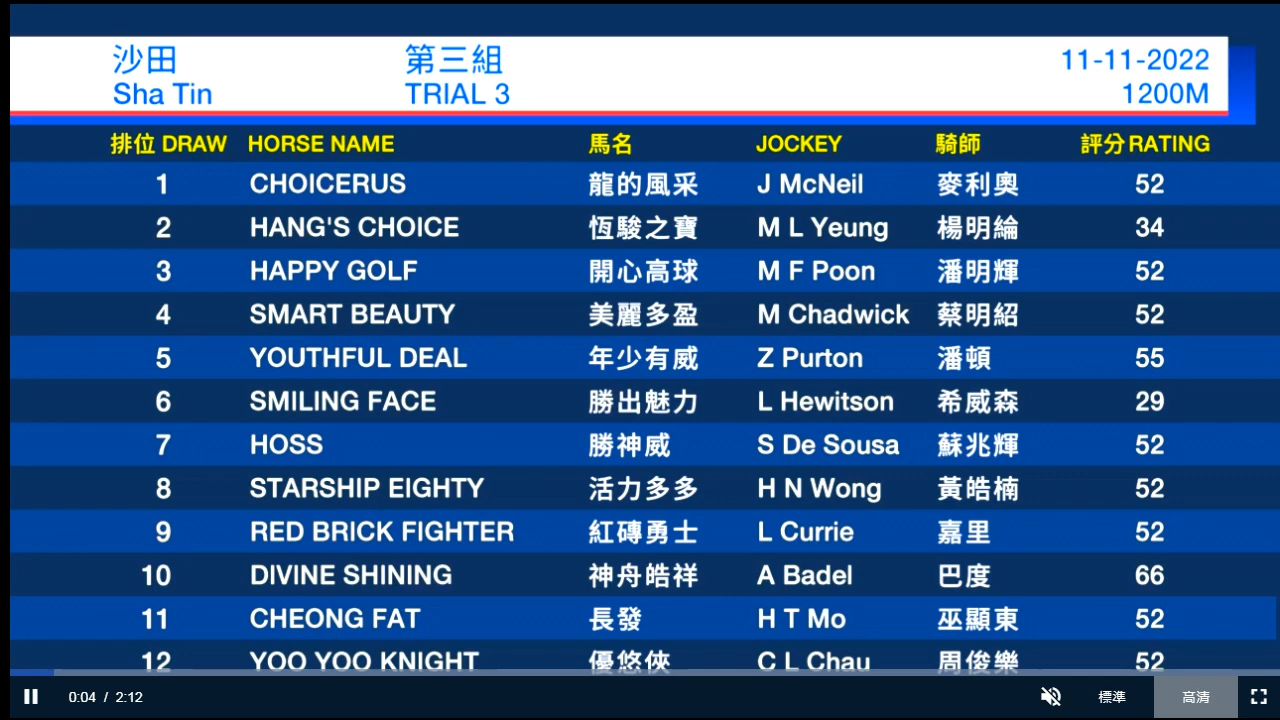 沙田 第三組 11-11-2022
Sha Tin TRIAL 3 1200M
排位 DRAW HORSE NAME 馬名 JOCKEY 騎師 評分 RATING
1 CHOICERUS 龍的風采 J McNeil 麥利奧 52
2 HANG'S CHOICE 恆駿之寶 M L Yeung 楊明綸 34
3 HAPPY GOLF 開心高球 M F Poon 潘明輝 52
4 SMART BEAUTY 美麗多盈 M Chadwick 蔡明紹 52
5 YOUTHFUL DEAL 年少有威 Z Purton 潘頓 55
6 SMILING FACE 勝出魅力 L Hewitson 希威森 29
7 HOSS 勝神威 S De Sousa 蘇兆輝 52
8 STARSHIP EIGHTY 活力多多 H N Wong 黃皓楠 52
9 RED BRICK FIGHTER 紅磚勇士 L Currie 嘉里 52
10 DIVINE SHINING 神舟皓祥 A Badel 巴度 66
11 CHEONG FAT 長發 H T Mo 巫顯東 52
12 YOO YOO KNIGHT 優悠俠 C L Chau 周俊樂 52
0:04 / 2:12 標準 高清